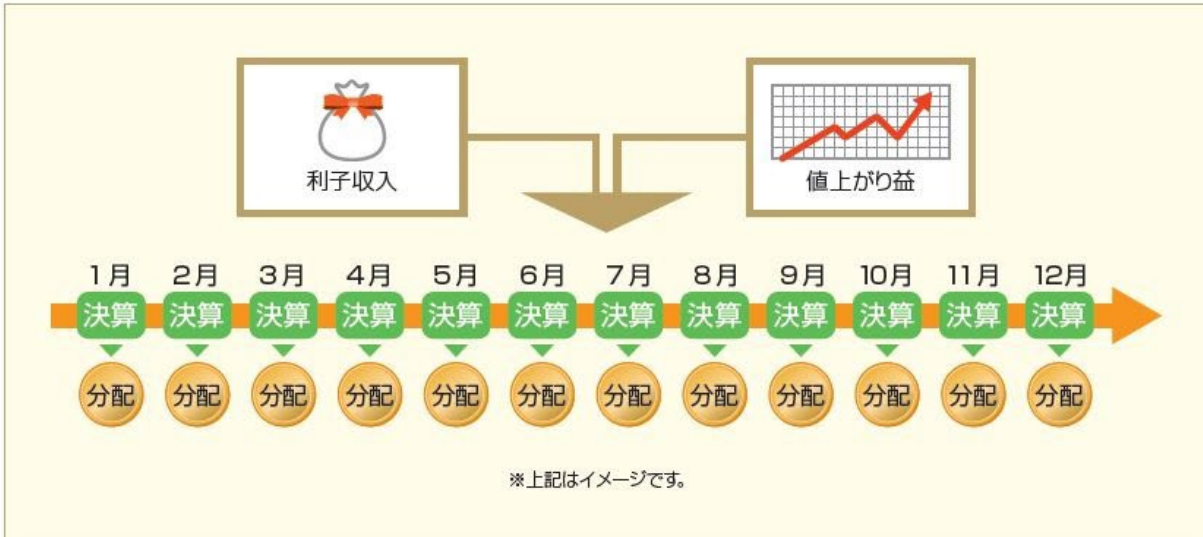 利子収入
値上がり益
1月 2月 3月 4月 5月 6月 7月 8月 9月 10月 11月 12月
決算 決算 決算 決算 決算 決算 決算 決算 決算 決算 決算 決算
分配 分配 分配 分配 分配 分配 分配 分配 分配 分配 分配 分配
※上記はイメージです。